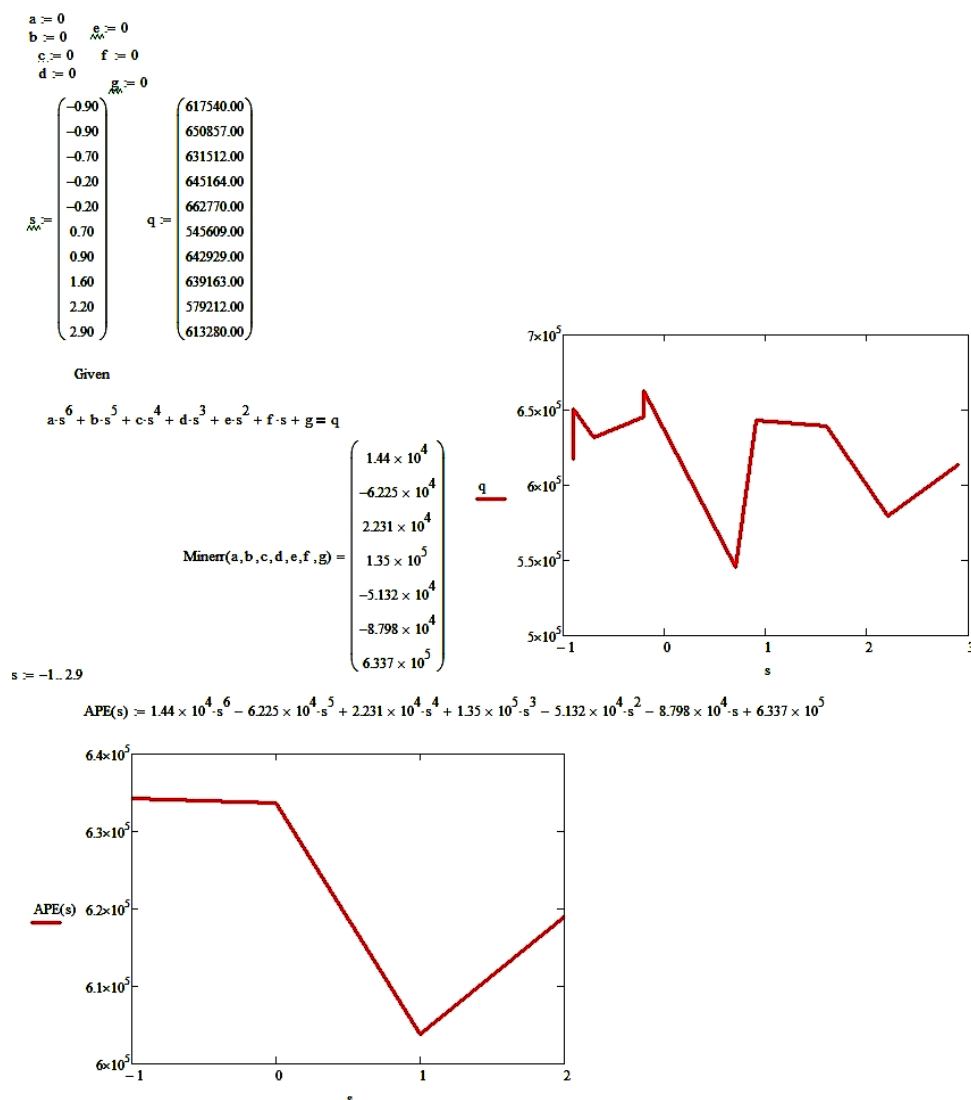 a := 0
b := 0
e := 0
c := 0
f := 0
d := 0
g := 0
s :=
−0.90
−0.90
−0.70
−0.20
−0.20
0.70
0.90
1.60
2.20
2.90
q :=
617540.00
650857.00
631512.00
645164.00
662770.00
545609.00
642929.00
639163.00
579212.00
613280.00
Given
a·s^6 + b·s^5 + c·s^4 + d·s^3 + e·s^2 + f·s + g = q
Minerr(a,b,c,d,e,f,g) =
1.44 × 10^4
−6.225 × 10^4
2.231 × 10^4
1.35 × 10^5
−5.132 × 10^4
−8.798 × 10^4
6.337 × 10^5
q
7×10^5
6.5×10^5
6×10^5
5.5×10^5
5×10^5
−1 0 1 2 3
s
s := −1..2.9
APE(s) := 1.44 × 10^4·s^6 − 6.225 × 10^4·s^5 + 2.231 × 10^4·s^4 + 1.35 × 10^5·s^3 − 5.132 × 10^4·s^2 − 8.798 × 10^4·s + 6.337 × 10^5
6.4×10^5
6.3×10^5
6.2×10^5
APE(s)
6.1×10^5
6×10^5
−1 0 1 2
s